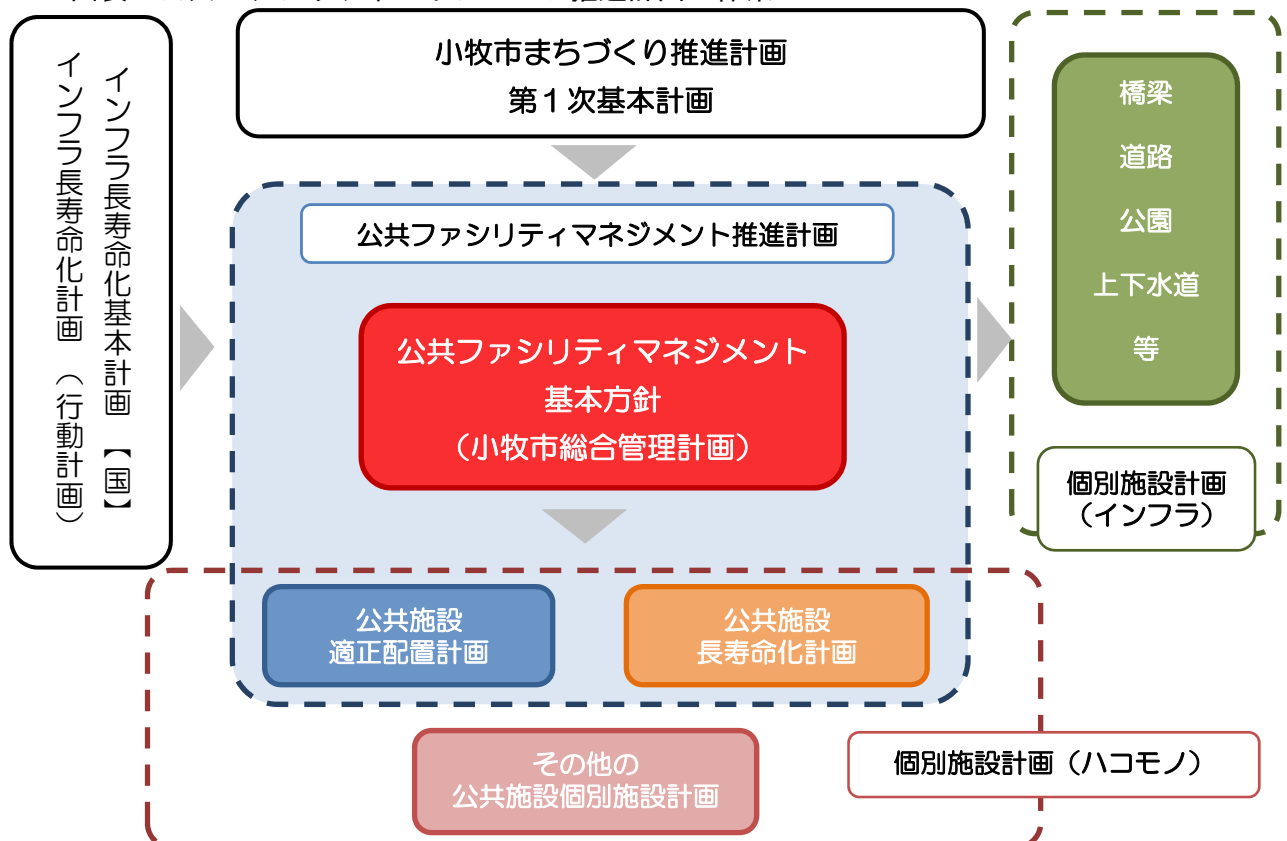 小牧市まちづくり推進計画
第１次基本計画
インフラ長寿命化基本計画　【国】
インフラ長寿命化計画　（行動計画）
公共ファシリティマネジメント推進計画
公共ファシリティマネジメント
基本方針
（小牧市総合管理計画）
公共施設
適正配置計画
公共施設
長寿命化計画
その他の
公共施設個別施設計画
個別施設計画（ハコモノ）
橋梁
道路
公園
上下水道
等
個別施設計画
（インフラ）